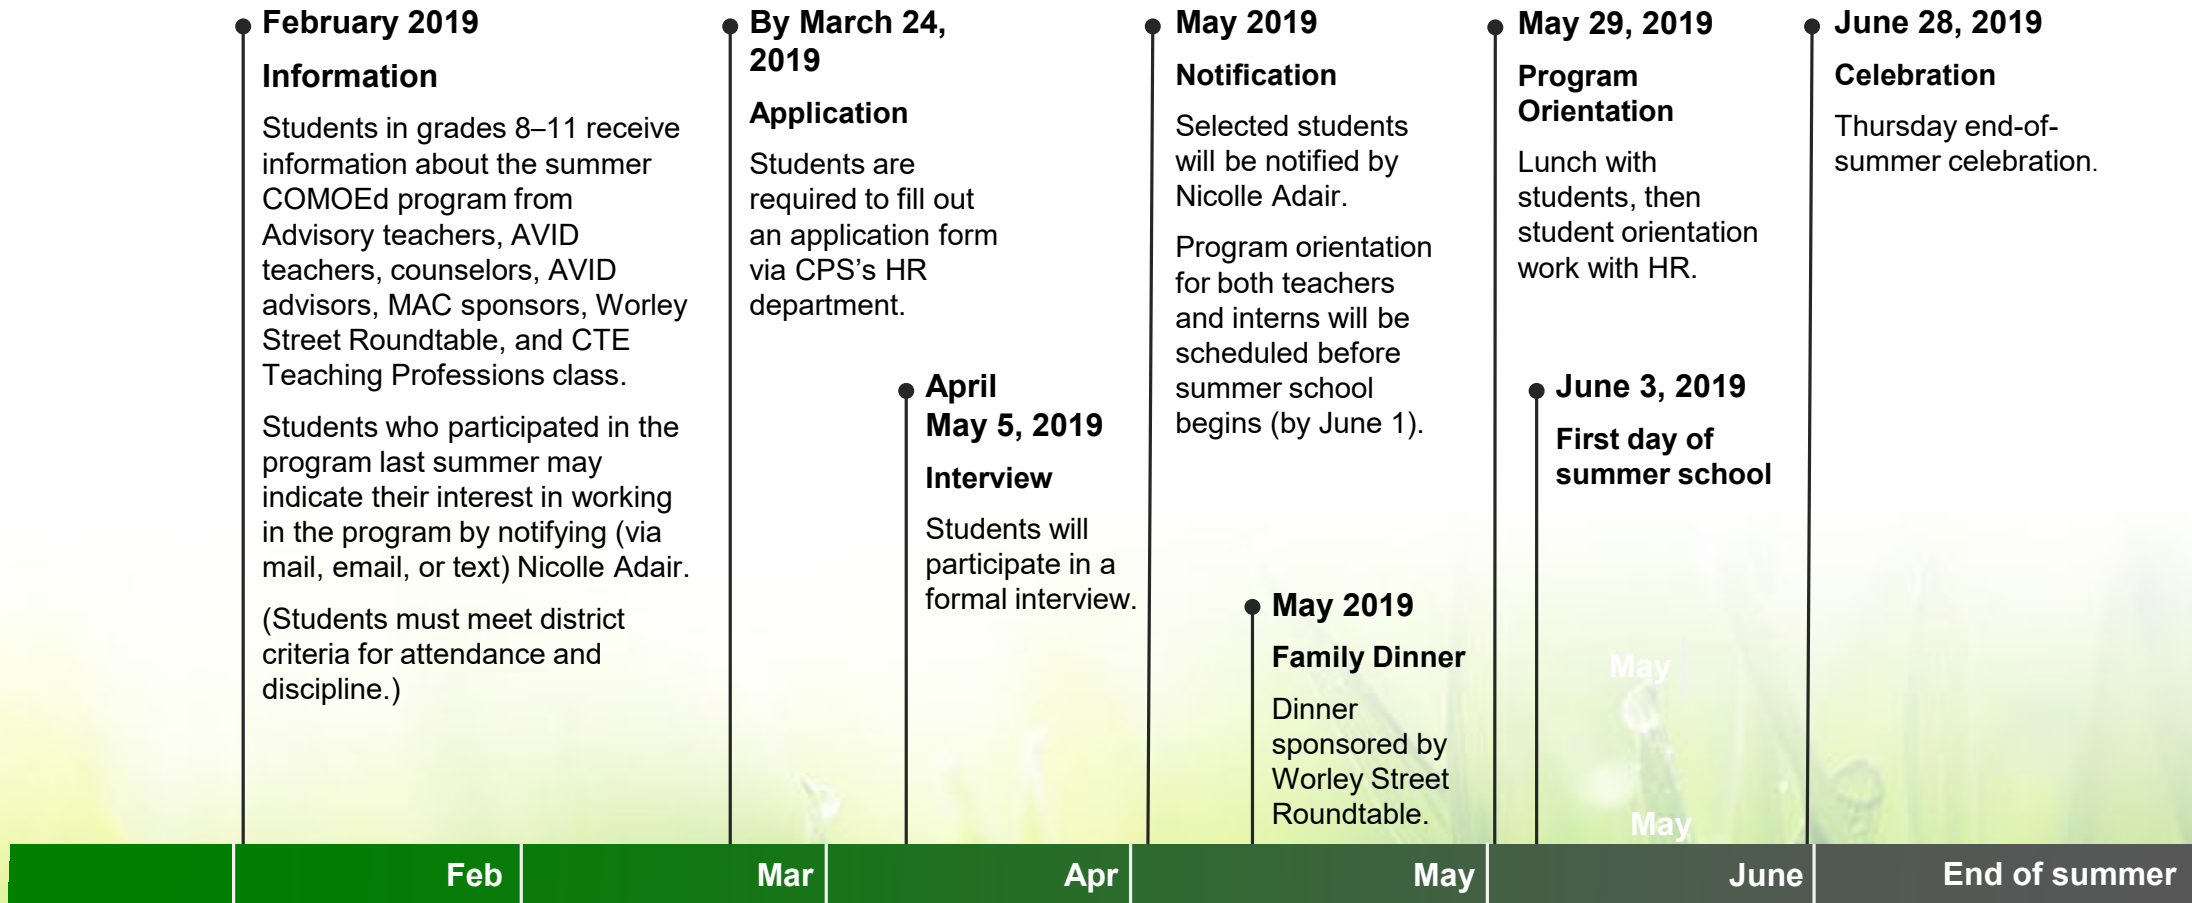 February 2019
Information
Students in grades 8–11 receive
information about the summer
COMOEd program from
Advisory teachers, AVID
teachers, counselors, AVID
advisors, MAC sponsors, Worley
Street Roundtable, and CTE
Teaching Professions class.
Students who participated in the
program last summer may
indicate their interest in working
in the program by notifying (via
mail, email, or text) Nicolle Adair.
(Students must meet district
criteria for attendance and
discipline.)
By March 24,
2019
Application
Students are
required to fill out
an application form
via CPS’s HR
department.
April
May 5, 2019
Interview
Students will
participate in a
formal interview.
May 2019
Notification
Selected students
will be notified by
Nicolle Adair.
Program orientation
for both teachers
and interns will be
scheduled before
summer school
begins (by June 1).
May 2019
Family Dinner
Dinner
sponsored by
Worley Street
Roundtable.
May 29, 2019
Program
Orientation
Lunch with
students, then
student orientation
work with HR.
June 3, 2019
First day of
summer school
May
May
June 28, 2019
Celebration
Thursday end-of-
summer celebration.
Feb
Mar
Apr
May
June
End of summer